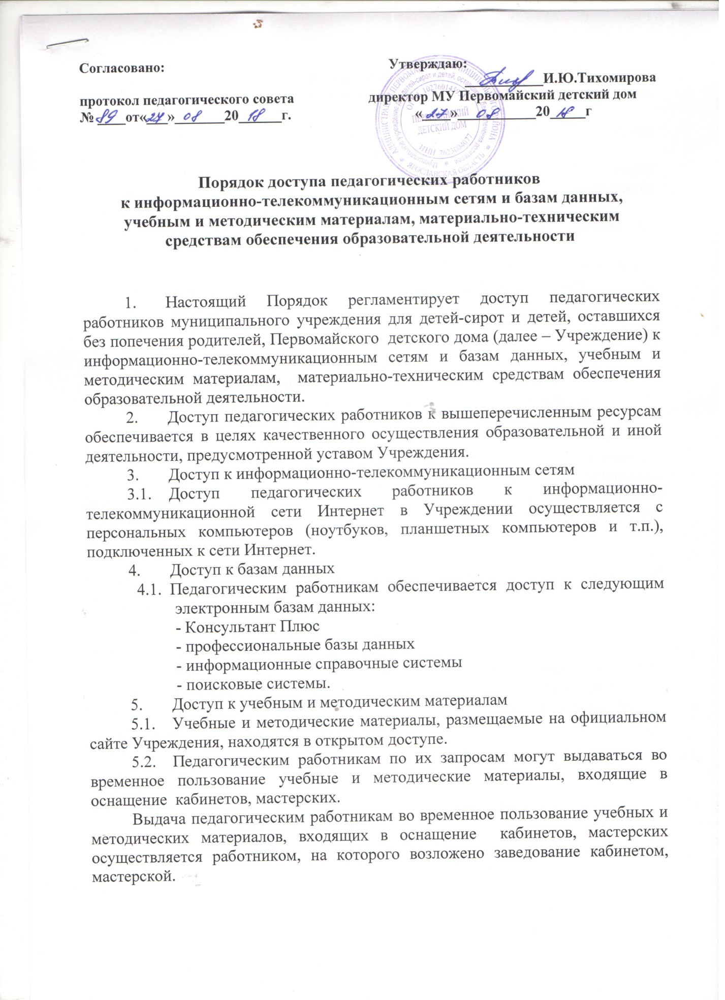 Согласовано:
протокол педагогического совета
№ 89 от« 27 » 08 20 18 г.
Утверждаю:
И.Ю.Тихомирова
директор МУ Первомайский детский дом
« 27 » 08 20 18 г
ПЕРВОМАЙСКИЙ
ДЕТСКИЙ ДОМ
ИНН 7623004077
ЯРОСЛАВСКАЯ ОБЛАСТЬ
Порядок доступа педагогических работников
к информационно-телекоммуникационным сетям и базам данных,
учебным и методическим материалам, материально-техническим
средствам обеспечения образовательной деятельности
1. Настоящий Порядок регламентирует доступ педагогических
работников муниципального учреждения для детей-сирот и детей, оставшихся
без попечения родителей, Первомайского детского дома (далее – Учреждение) к
информационно-телекоммуникационным сетям и базам данных, учебным и
методическим материалам, материально-техническим средствам обеспечения
образовательной деятельности.
2. Доступ педагогических работников к вышеперечисленным ресурсам
обеспечивается в целях качественного осуществления образовательной и иной
деятельности, предусмотренной уставом Учреждения.
3. Доступ к информационно-телекоммуникационным сетям
3.1. Доступ педагогических работников к информационно-
телекоммуникационной сети Интернет в Учреждении осуществляется с
персональных компьютеров (ноутбуков, планшетных компьютеров и т.п.),
подключенных к сети Интернет.
4. Доступ к базам данных
4.1. Педагогическим работникам обеспечивается доступ к следующим
электронным базам данных:
- Консультант Плюс
- профессиональные базы данных
- информационные справочные системы
- поисковые системы.
5. Доступ к учебным и методическим материалам
5.1. Учебные и методические материалы, размещаемые на официальном
сайте Учреждения, находятся в открытом доступе.
5.2. Педагогическим работникам по их запросам могут выдаваться во
временное пользование учебные и методические материалы, входящие в
оснащение кабинетов, мастерских.
Выдача педагогическим работникам во временное пользование учебных и
методических материалов, входящих в оснащение кабинетов, мастерских
осуществляется работником, на которого возложено заведование кабинетом,
мастерской.